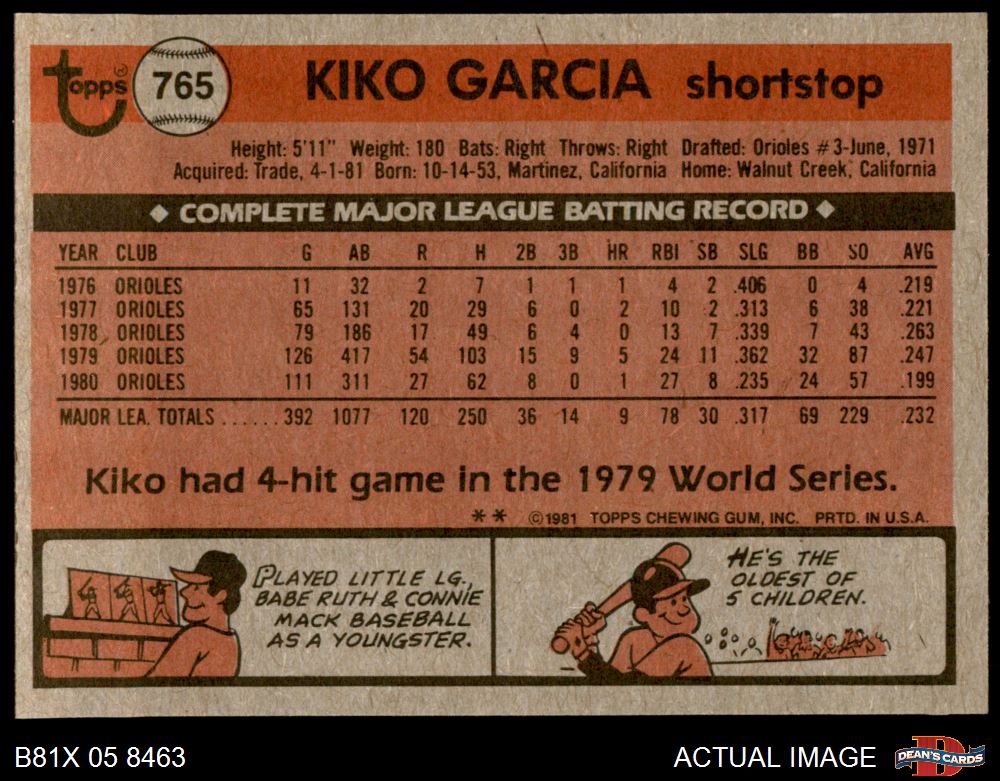 Topps 765 KIKO GARCIA shortstop
Height: 5'11" Weight: 180 Bats: Right Throws: Right Drafted: Orioles #3-June, 1971
Acquired: Trade, 4-1-81 Born: 10-14-53, Martinez, California Home: Walnut Creek, California
◆ COMPLETE MAJOR LEAGUE BATTING RECORD ◆
YEAR CLUB G AB R H 2B 3B HR RBI SB SLG BB SO AVG
1976 ORIOLES 11 32 2 7 1 1 1 4 2 .406 0 4 .219
1977 ORIOLES 65 131 20 29 6 0 2 10 2 .313 6 38 .221
1978 ORIOLES 79 186 17 49 6 4 0 13 7 .339 7 43 .263
1979 ORIOLES 126 417 54 103 15 9 5 24 11 .362 32 87 .247
1980 ORIOLES 111 311 27 62 8 0 1 27 8 .235 24 57 .199
MAJOR LEA. TOTALS ...... 392 1077 120 250 36 14 9 78 30 .317 69 229 .232
Kiko had 4-hit game in the 1979 World Series.
** ©1981 TOPPS CHEWING GUM, INC. PRTD. IN U.S.A.
PLAYED LITTLE LG.,
BABE RUTH & CONNIE
MACK BASEBALL
AS A YOUNGSTER.
HE'S THE
OLDEST OF
5 CHILDREN.
B81X 05 8463 ACTUAL IMAGE DEAN'S CARDS